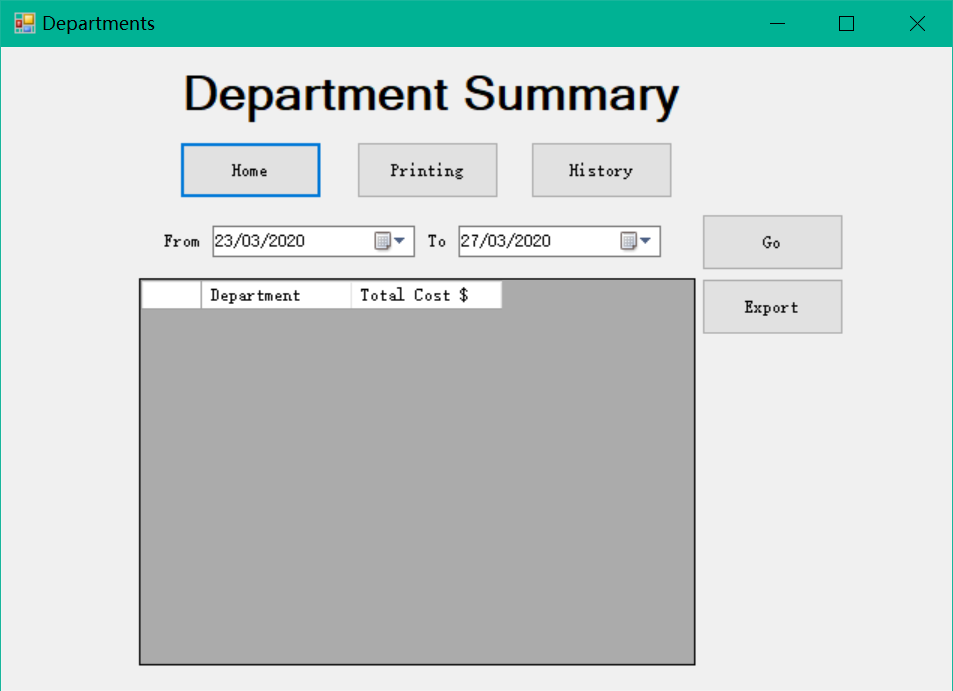 Departments
Department Summary
Home Printing History
From 23/03/2020 To 27/03/2020 Go
Department Total Cost $
Export